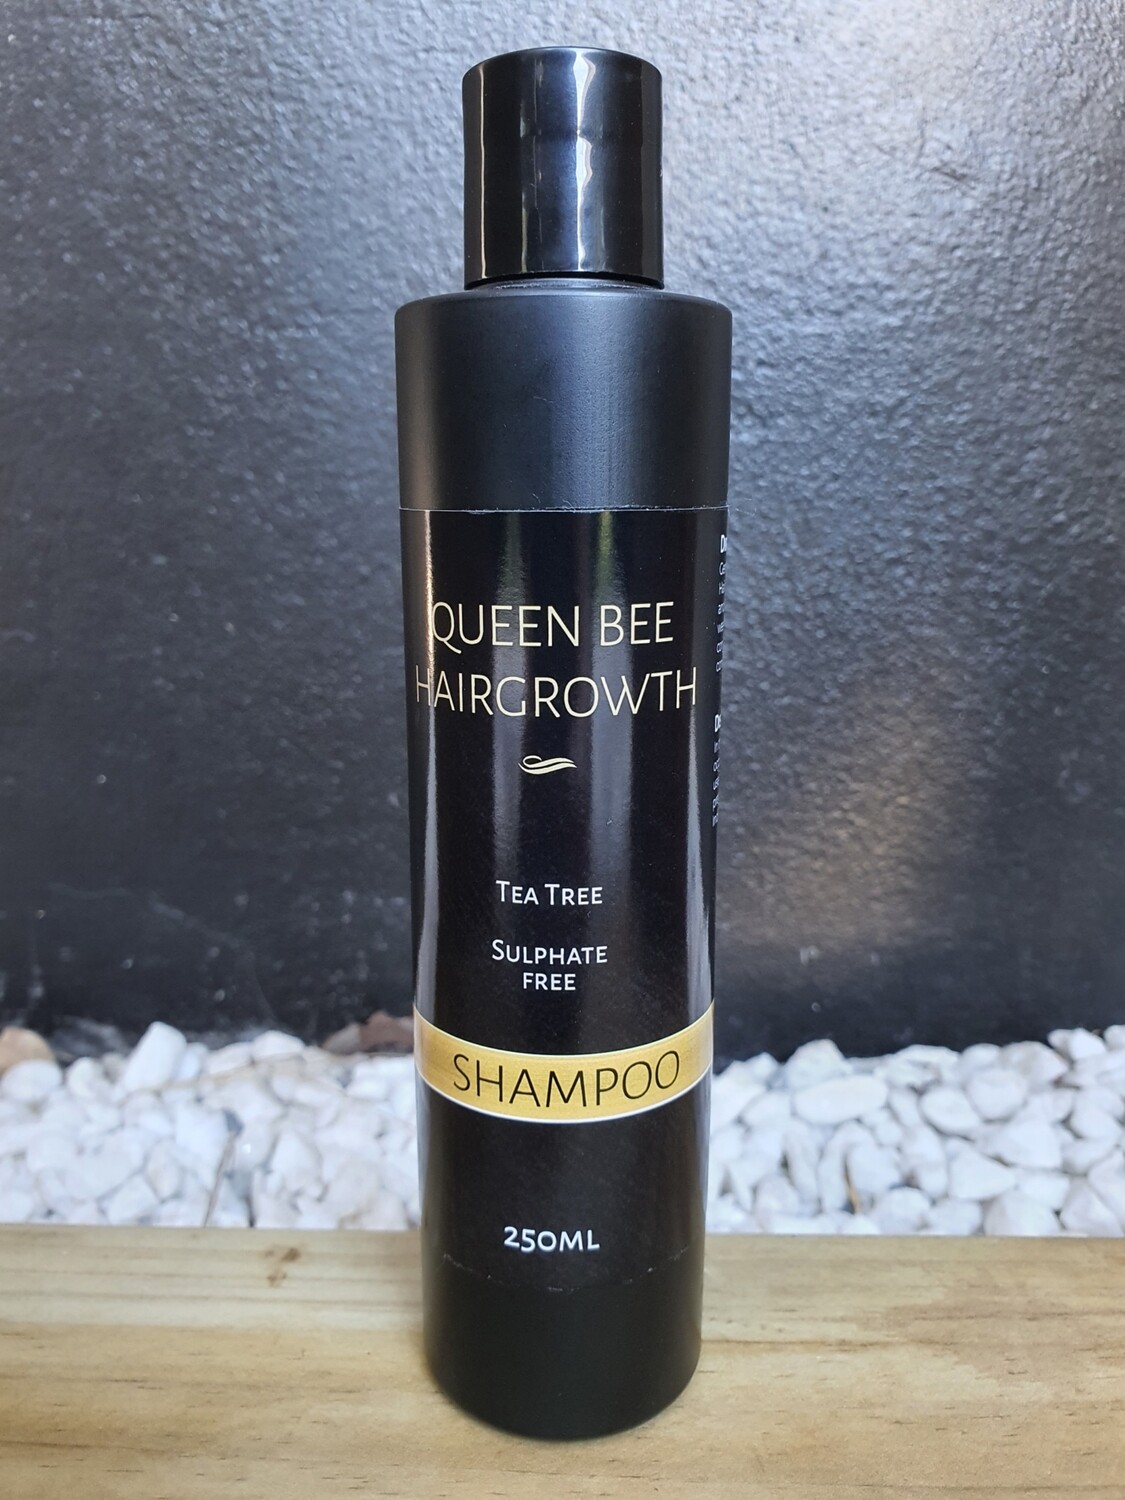 QUEEN BEE
HAIRGROWTH
TEA TREE
SULPHATE
FREE
SHAMPOO
250ML